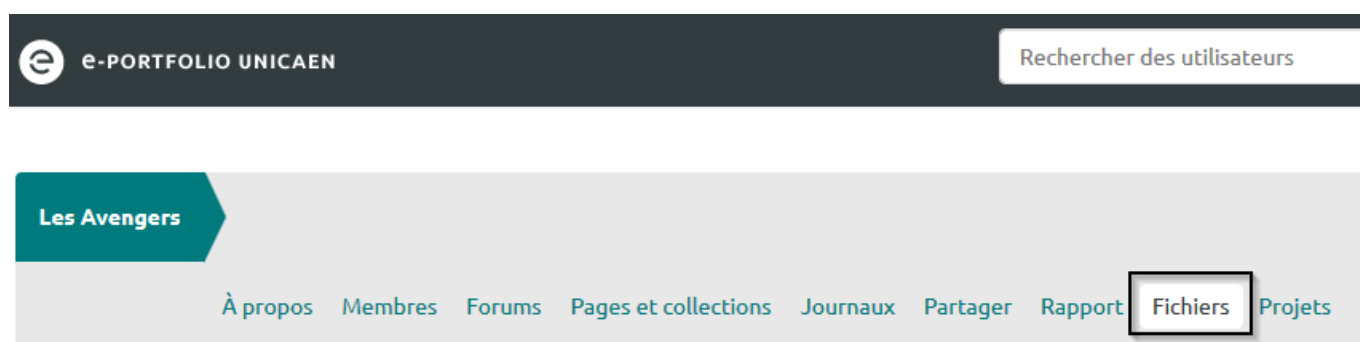 e e-PORTFOLIO UNICAEN
Rechercher des utilisateurs
Les Avengers
À propos Membres Forums Pages et collections Journaux Partager Rapport Fichiers Projets